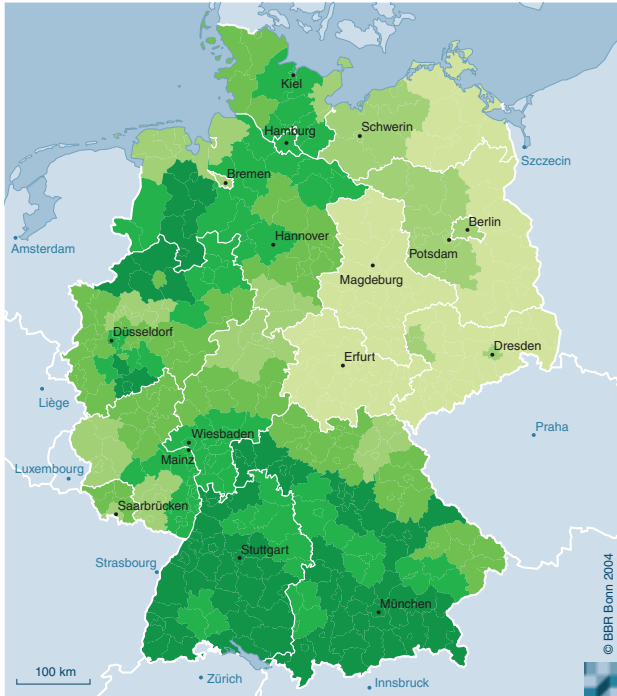 Kiel
Hamburg
Schwerin
Szczecin
Bremen
Berlin
Amsterdam
Hannover
Potsdam
Magdeburg
Düsseldorf
Dresden
Erfurt
Liège
Praha
Wiesbaden
Mainz
Luxembourg
Saarbrücken
Stuttgart
Strasbourg
München
Zürich
Innsbruck
100 km
© BBR Bonn 2004